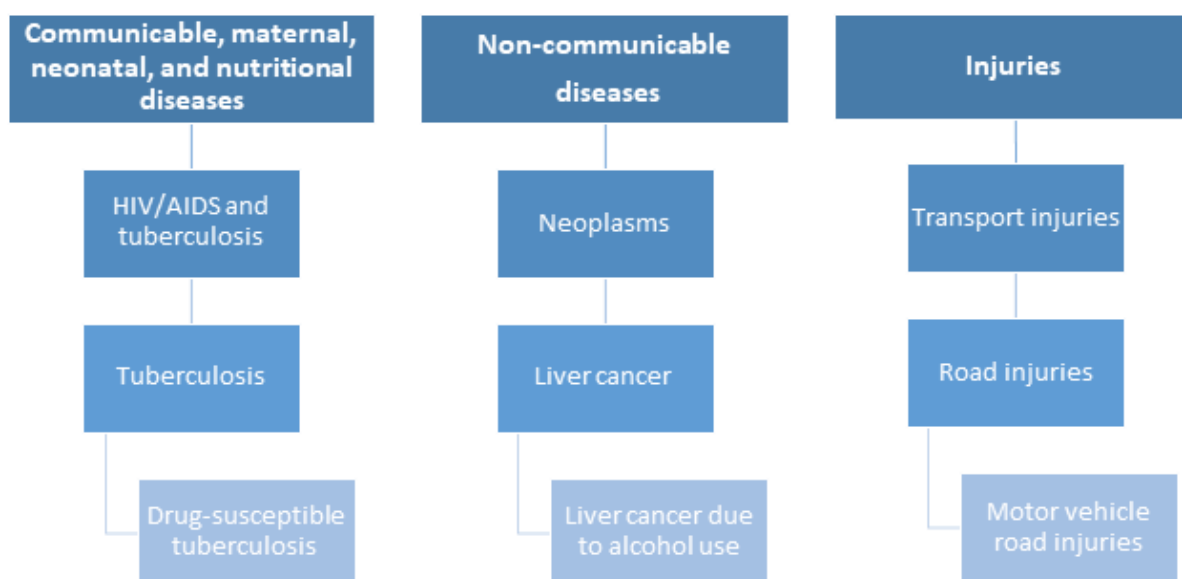 Communicable, maternal,
neonatal, and nutritional
diseases
HIV/AIDS and
tuberculosis
Tuberculosis
Drug-susceptible
tuberculosis
Non-communicable
diseases
Neoplasms
Liver cancer
Liver cancer due
to alcohol use
Injuries
Transport injuries
Road injuries
Motor vehicle
road injuries